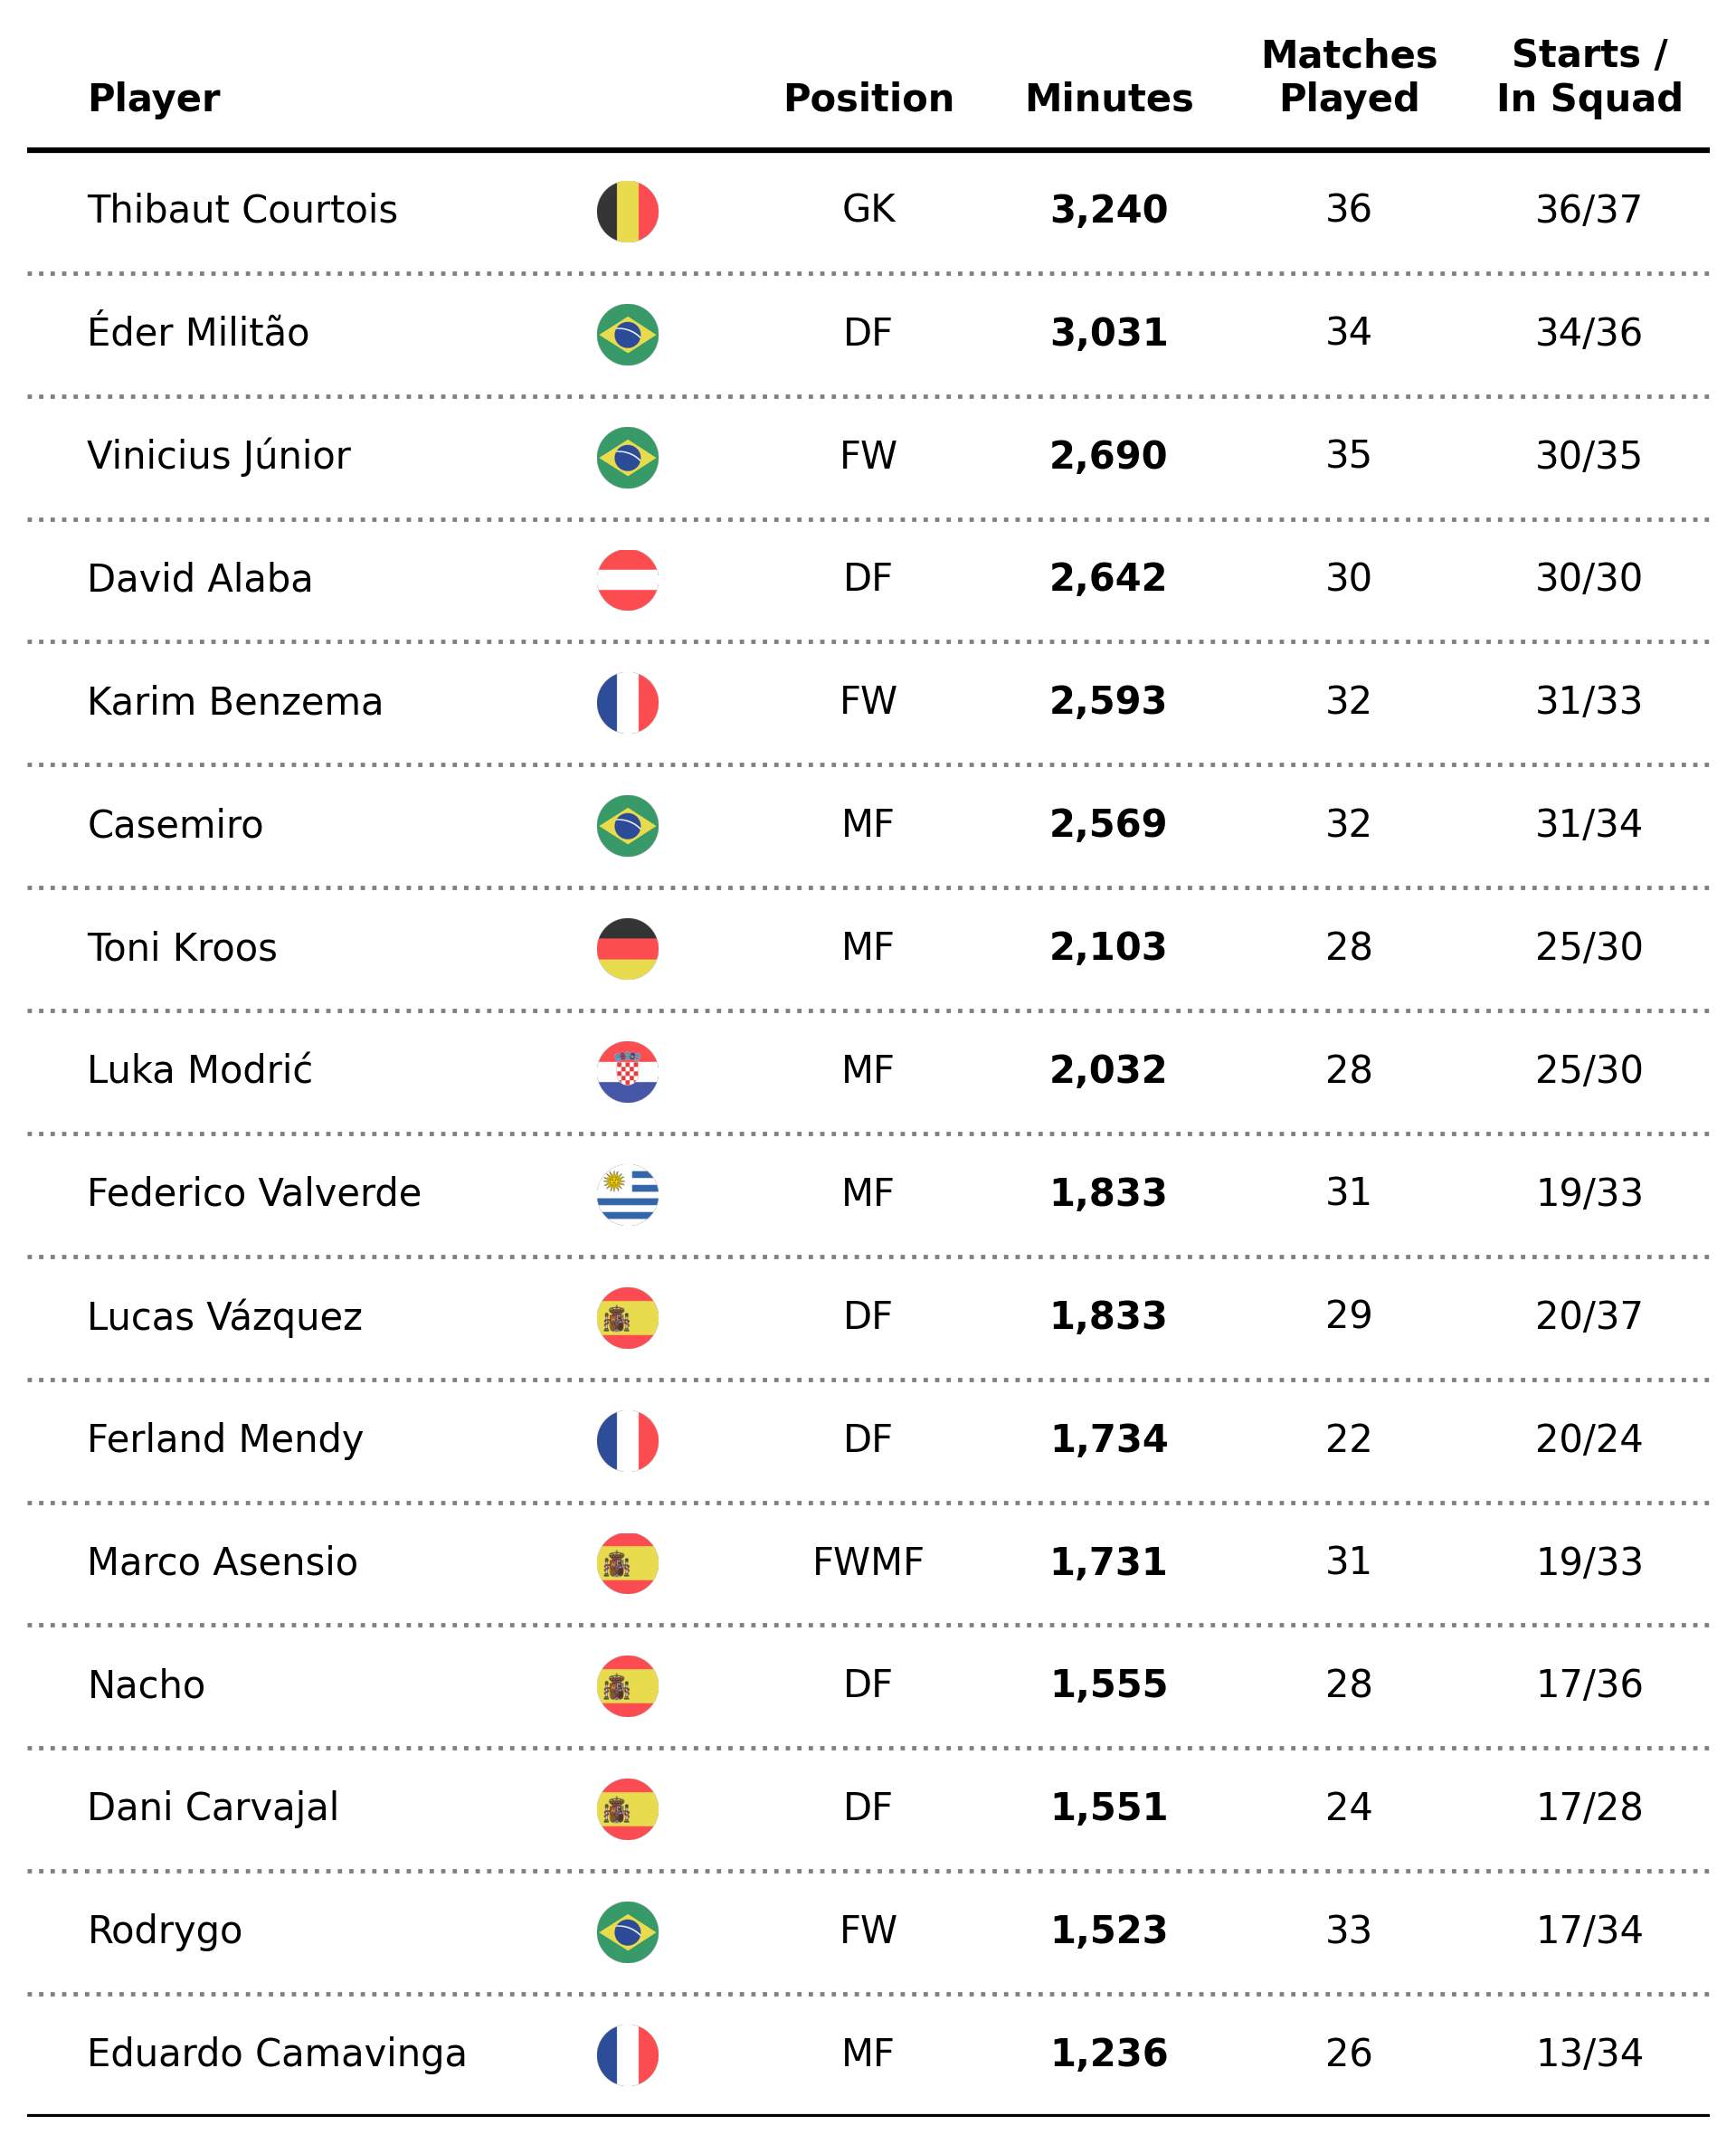 Player Position Minutes Matches Played Starts / In Squad
Thibaut Courtois GK 3,240 36 36/37
Éder Militão DF 3,031 34 34/36
Vinicius Júnior FW 2,690 35 30/35
David Alaba DF 2,642 30 30/30
Karim Benzema FW 2,593 32 31/33
Casemiro MF 2,569 32 31/34
Toni Kroos MF 2,103 28 25/30
Luka Modrić MF 2,032 28 25/30
Federico Valverde MF 1,833 31 19/33
Lucas Vázquez DF 1,833 29 20/37
Ferland Mendy DF 1,734 22 20/24
Marco Asensio FWMF 1,731 31 19/33
Nacho DF 1,555 28 17/36
Dani Carvajal DF 1,551 24 17/28
Rodrygo FW 1,523 33 17/34
Eduardo Camavinga MF 1,236 26 13/34